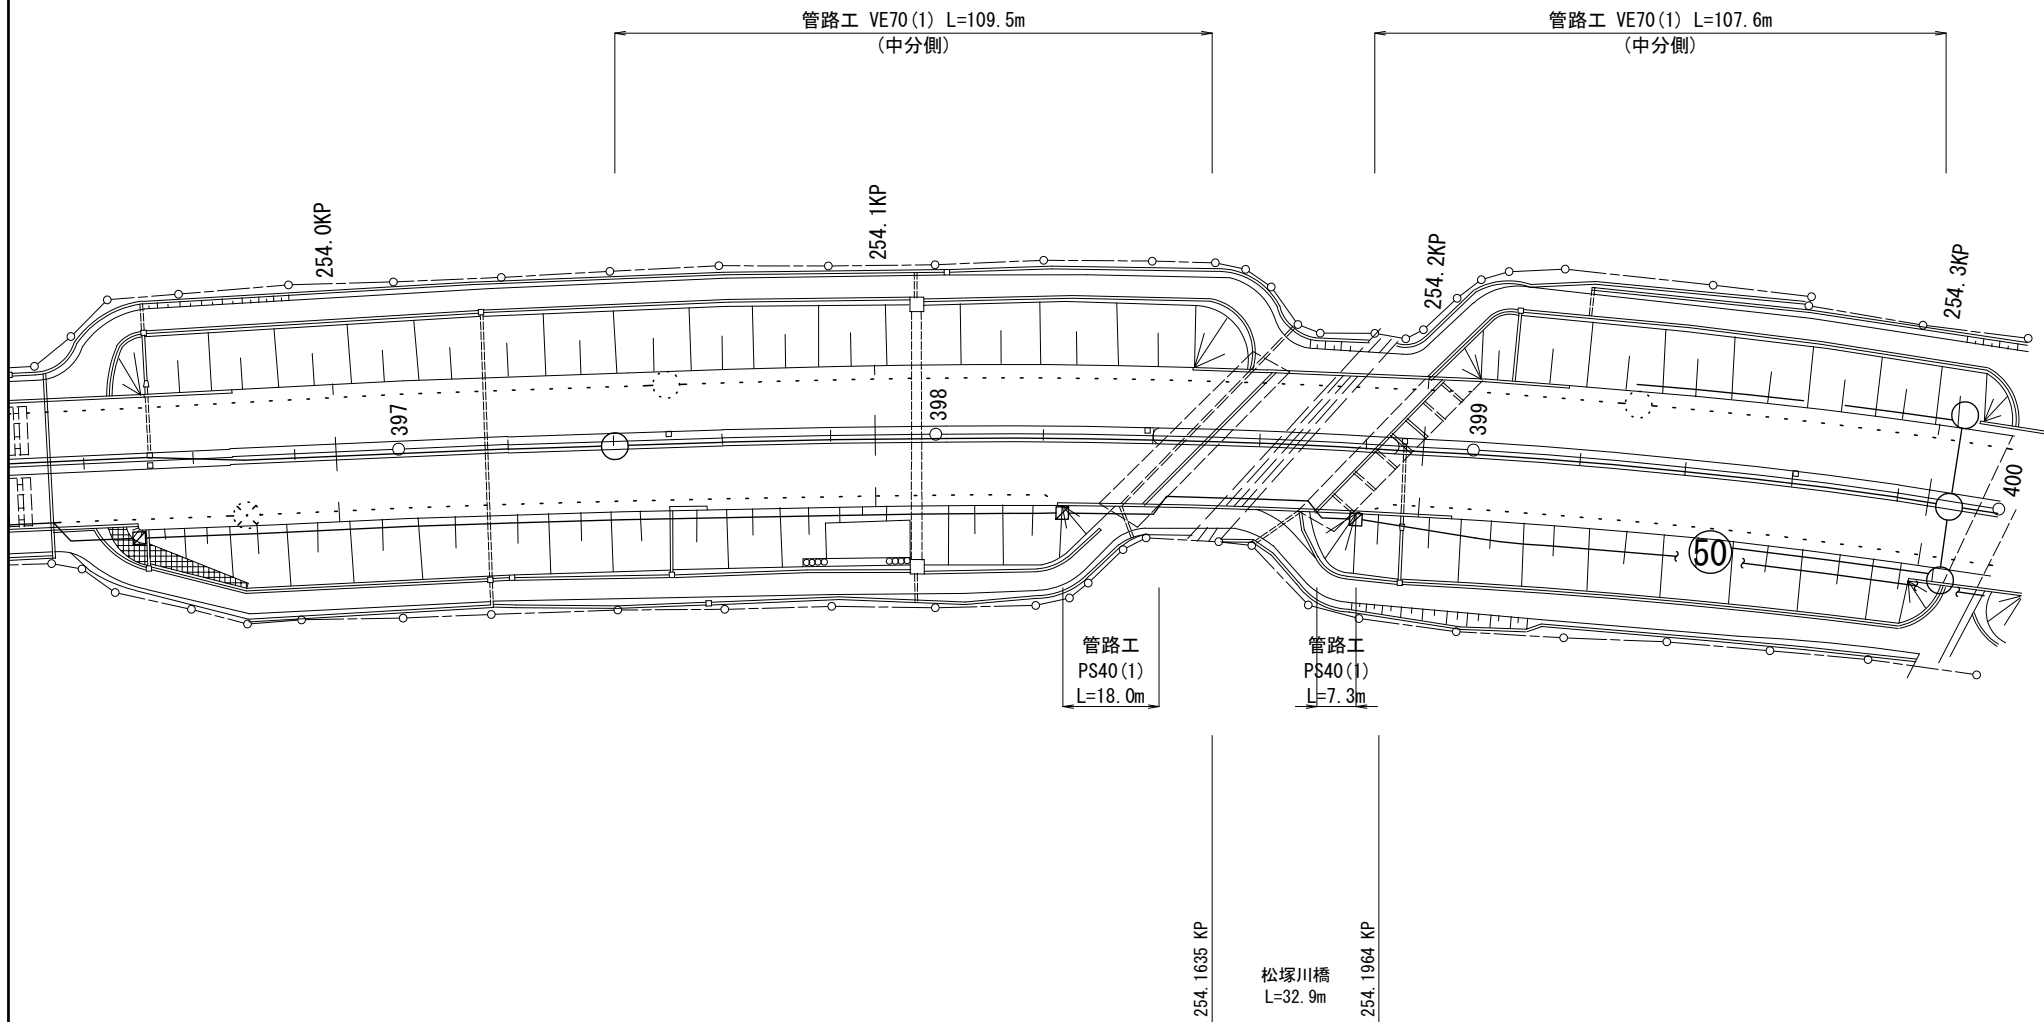 管路工 VE70(1) L=109.5m
(中分側)
管路工 VE70(1) L=107.6m
(中分側)
254.0KP
254.1KP
254.2KP
254.3KP
397
398
399
400
50
管路工
PS40(1)
L=18.0m
管路工
PS40(1)
L=7.3m
254.1635 KP
松塚川橋
L=32.9m
254.1964 KP